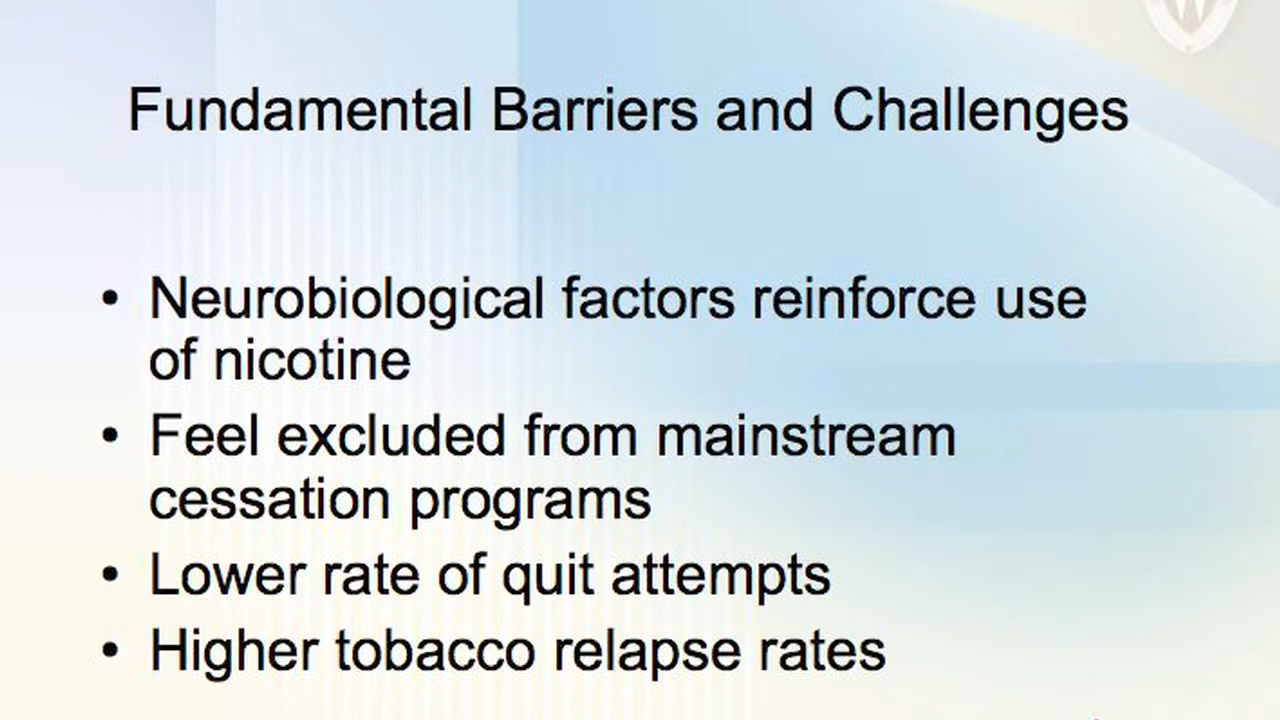 Fundamental Barriers and Challenges
• Neurobiological factors reinforce use
of nicotine
• Feel excluded from mainstream
cessation programs
• Lower rate of quit attempts
• Higher tobacco relapse rates